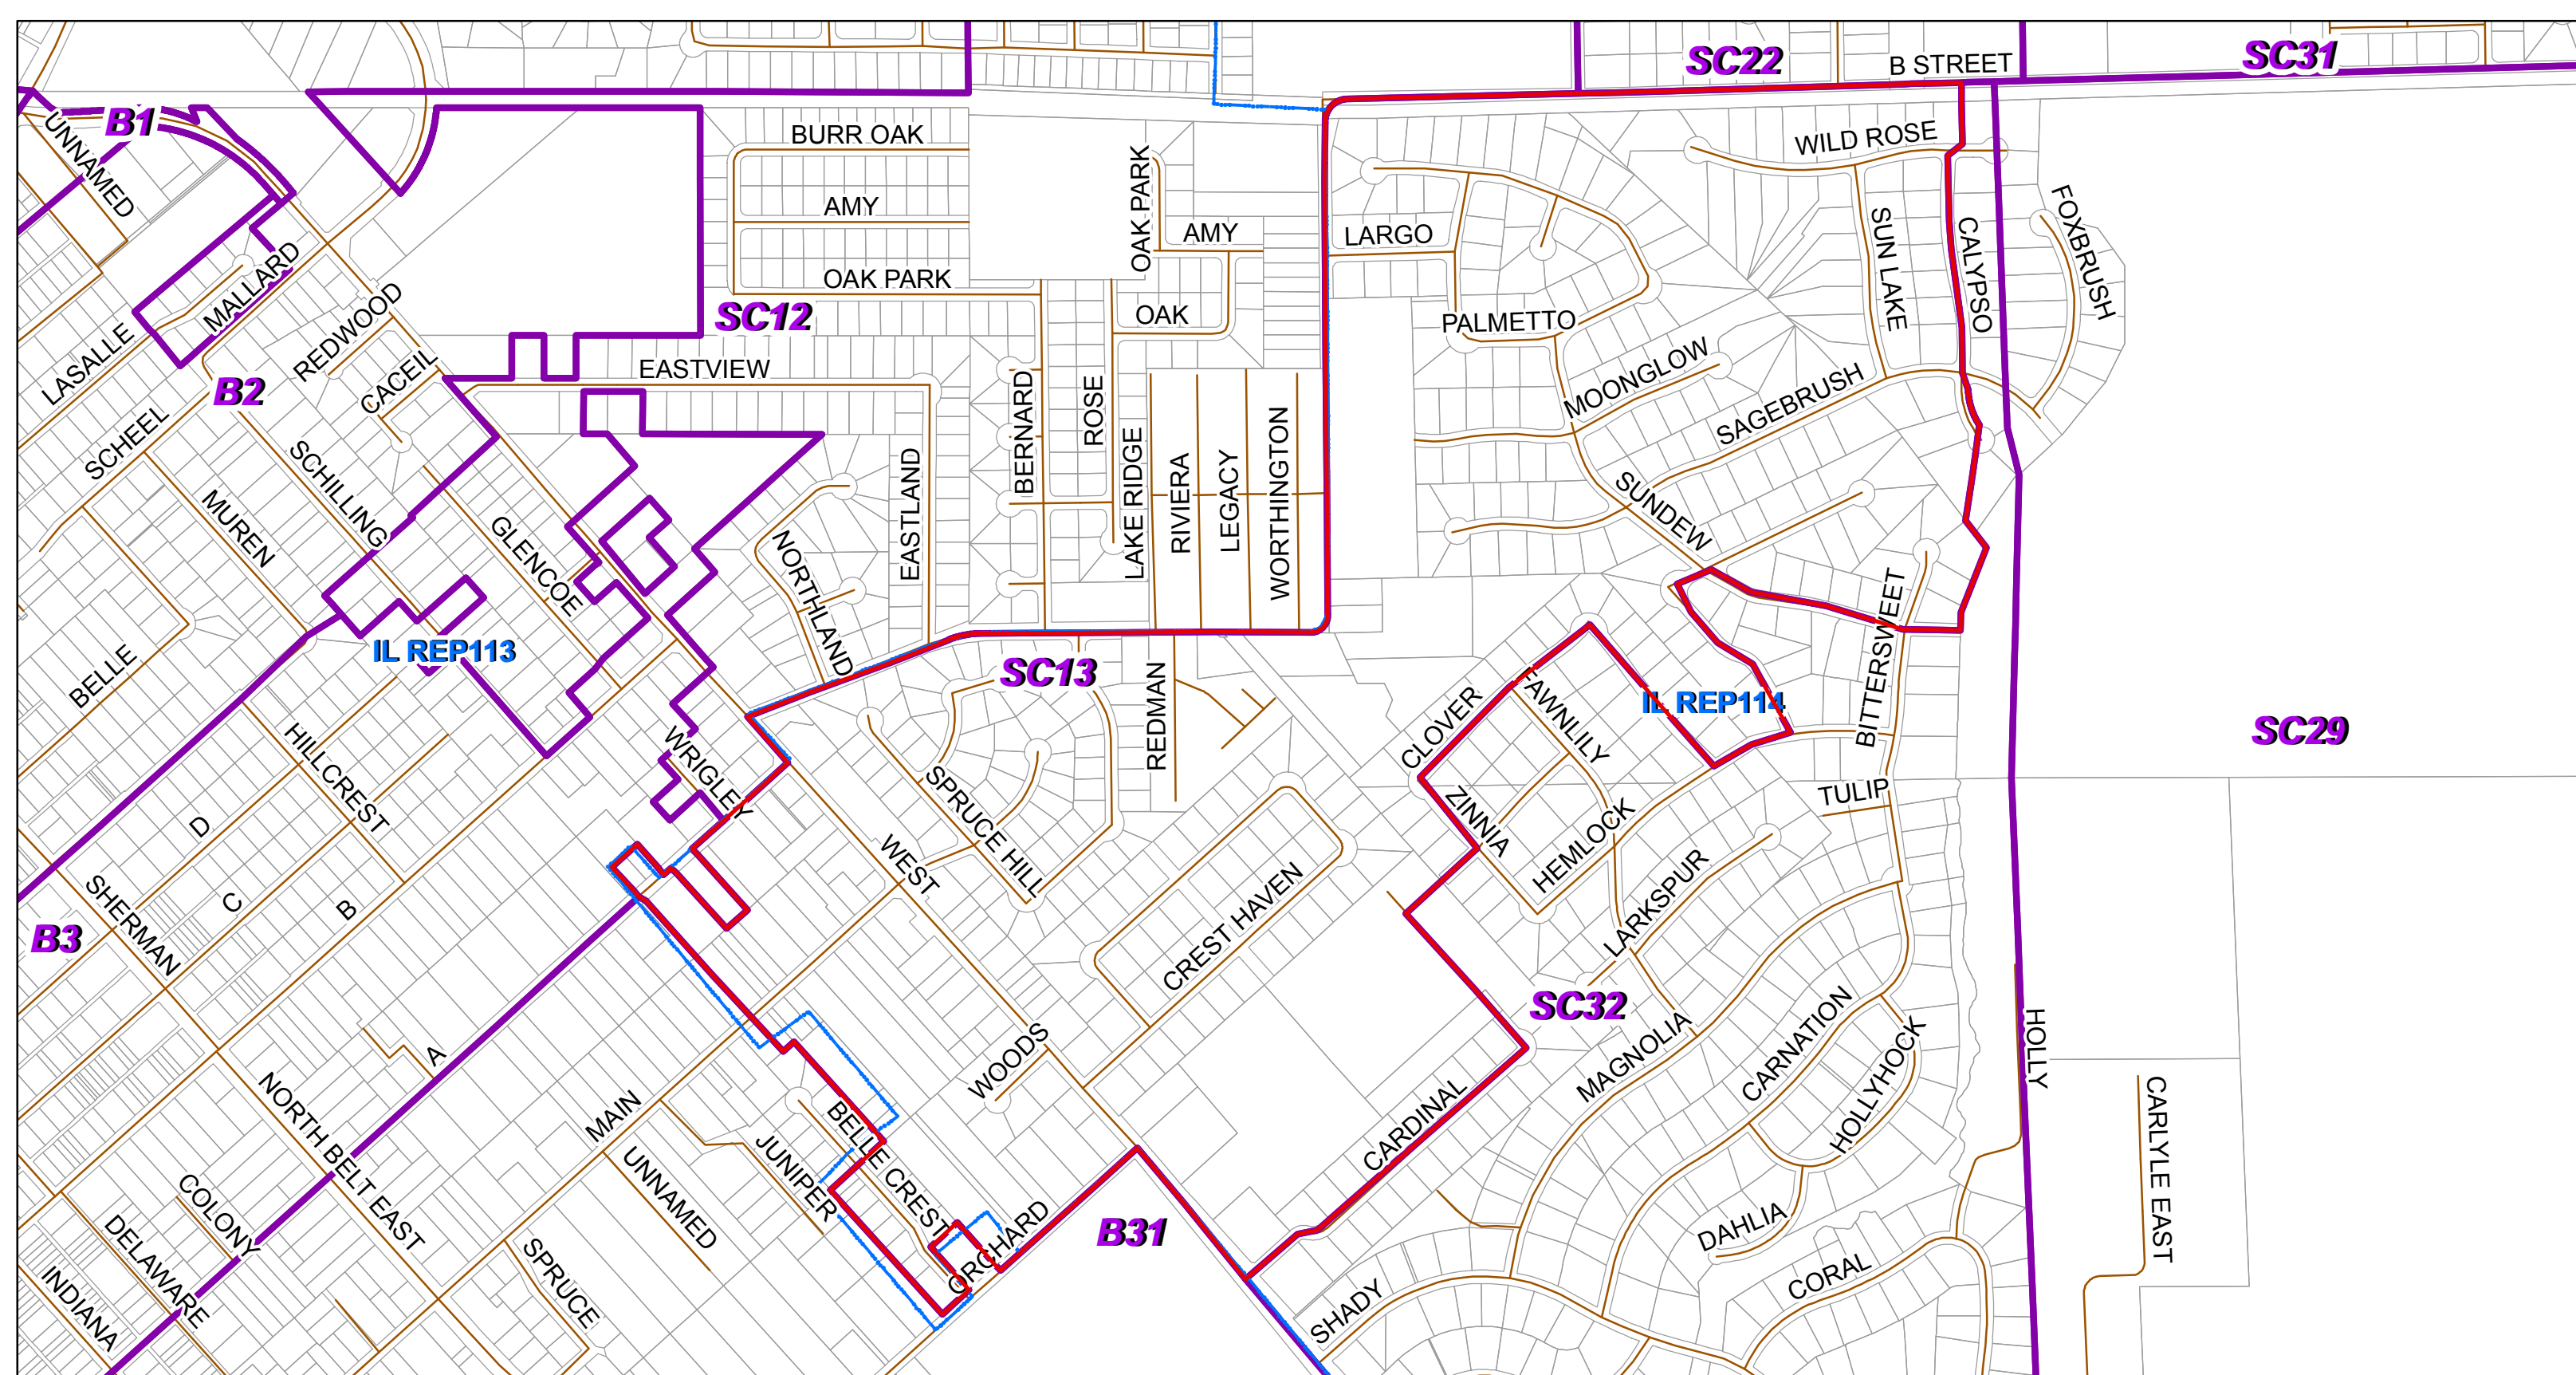 SC22
B STREET
SC31
B1
UNNAMED
BURR OAK
WILD ROSE
OAK PARK
AMY
AMY
LARGO
SUN LAKE
CALYPSO
FOXBRUSH
MALLARD
REDWOOD
OAK PARK
SC12
OAK
PALMETTO
LASALLE
B2
CACEIL
EASTVIEW
MOONGLOW
SAGEBRUSH
SCHEEL
SCHILLING
BERNARD
ROSE
LAKE RIDGE
RIVIERA
LEGACY
WORTHINGTON
EASTLAND
MUREN
GLENCOE
NORTHLAND
SUNDEW
BITTERSWEET
BELLE
IL REP113
SC13
REDMAN
CLOVER
FAWNLILY
IL REP114
SC29
HILLCREST
WRIGLEY
SPRUCE HILL
WEST
ZINNIA
HEMLOCK
TULIP
D
C
B
SHERMAN
B3
CREST HAVEN
LARKSPUR
SC32
A
WOODS
MAGNOLIA
CARNATION
HOLLYHOCK
HOLLY
NORTH BELT EAST
MAIN
BELLE CREST
JUNIPER
UNNAMED
CARDINAL
CARLYLE EAST
COLONY
DELAWARE
INDIANA
SPRUCE
ORCHARD
B31
DAHLIA
CORAL
SHADY